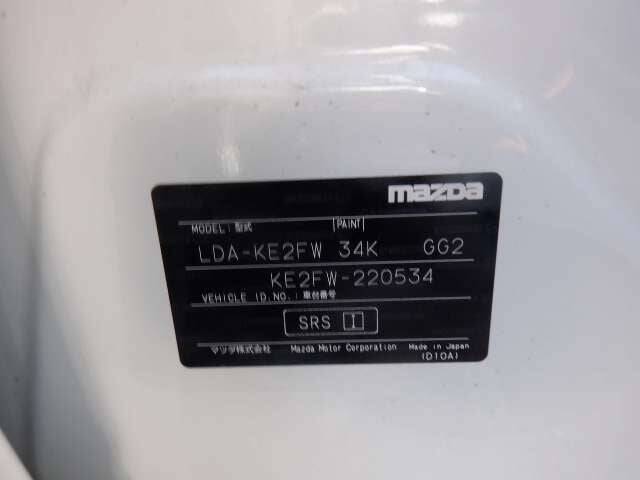 mazda
MODEL: 型式 [PAINT]
LDA-KE2FW 34K GG2
KE2FW-220534
VEHICLE ID.NO.: 車台番号
SRS
マツダ株式会社 Mazda Motor Corporation Made in Japan
(D10A)